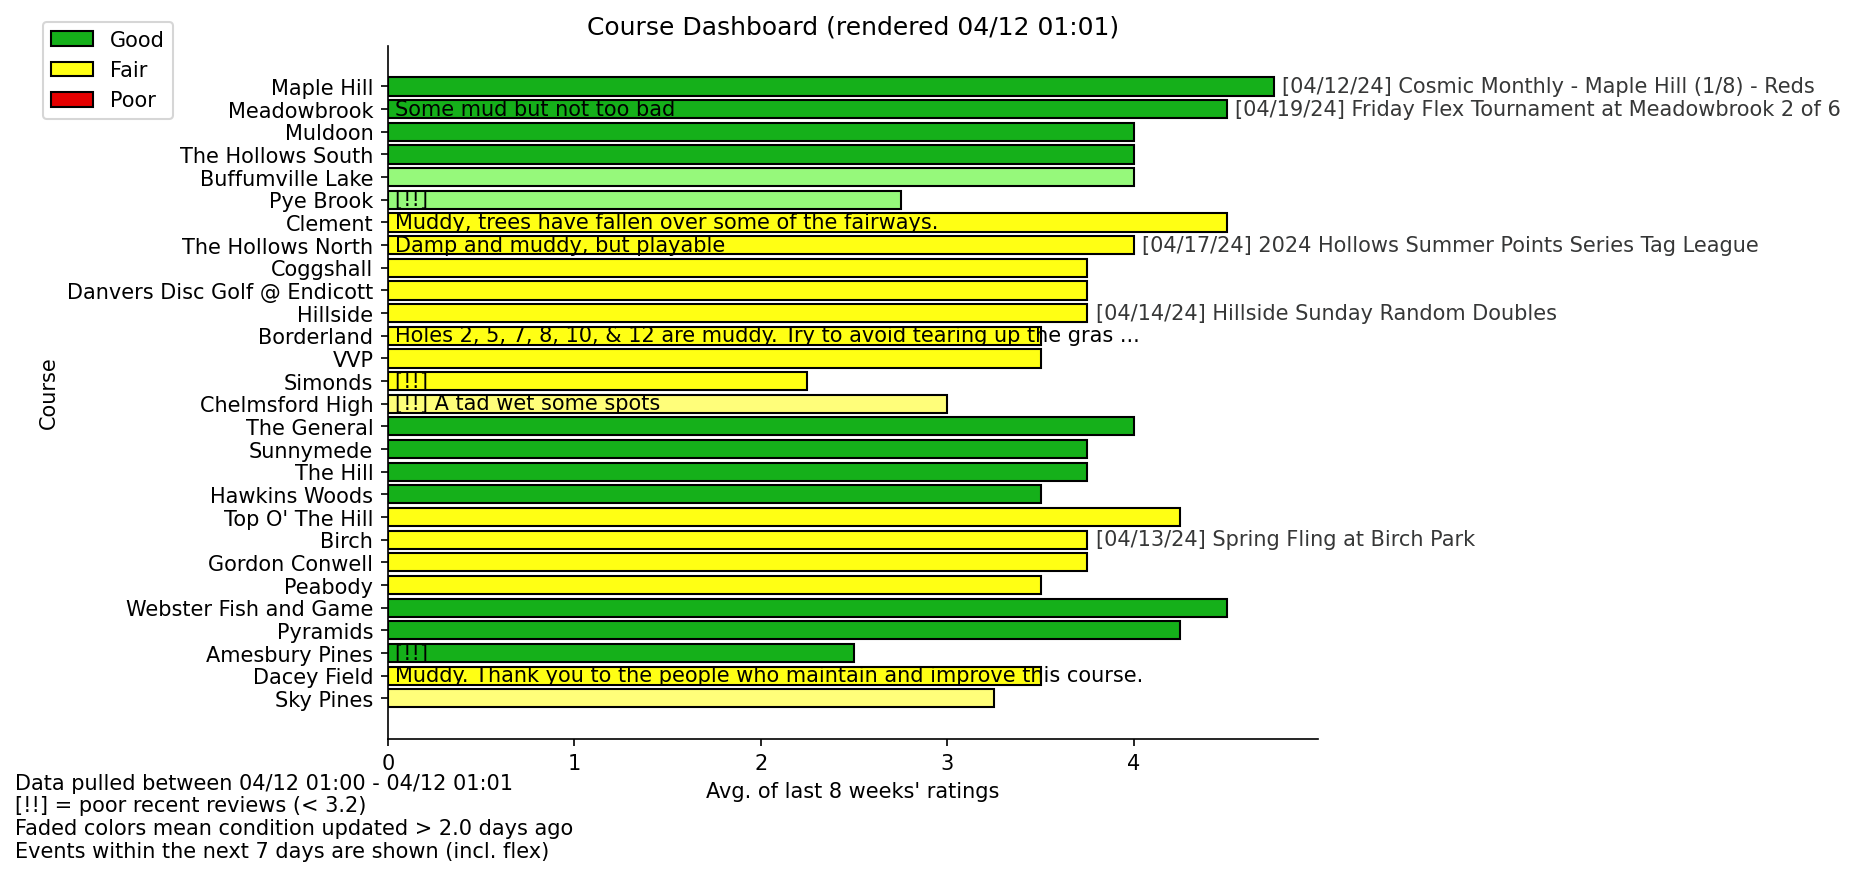 Course Dashboard (rendered 04/12 01:01)
Good
Fair
Poor
Maple Hill [04/12/24] Cosmic Monthly - Maple Hill (1/8) - Reds
Meadowbrook Some mud but not too bad [04/19/24] Friday Flex Tournament at Meadowbrook 2 of 6
Muldoon
The Hollows South
Buffumville Lake
Pye Brook [!!]
Clement Muddy, trees have fallen over some of the fairways.
The Hollows North Damp and muddy, but playable [04/17/24] 2024 Hollows Summer Points Series Tag League
Coggshall
Danvers Disc Golf @ Endicott
Hillside [04/14/24] Hillside Sunday Random Doubles
Borderland Holes 2, 5, 7, 8, 10, & 12 are muddy. Try to avoid tearing up the gras ...
VVP
Simonds [!!]
Chelmsford High [!!] A tad wet some spots
The General
Sunnymede
The Hill
Hawkins Woods
Top O' The Hill
Birch [04/13/24] Spring Fling at Birch Park
Gordon Conwell
Peabody
Webster Fish and Game
Pyramids
Amesbury Pines [!!]
Dacey Field Muddy. Thank you to the people who maintain and improve this course.
Sky Pines
Course
0 1 2 3 4
Avg. of last 8 weeks' ratings
Data pulled between 04/12 01:00 - 04/12 01:01
[!!] = poor recent reviews (< 3.2)
Faded colors mean condition updated > 2.0 days ago
Events within the next 7 days are shown (incl. flex)